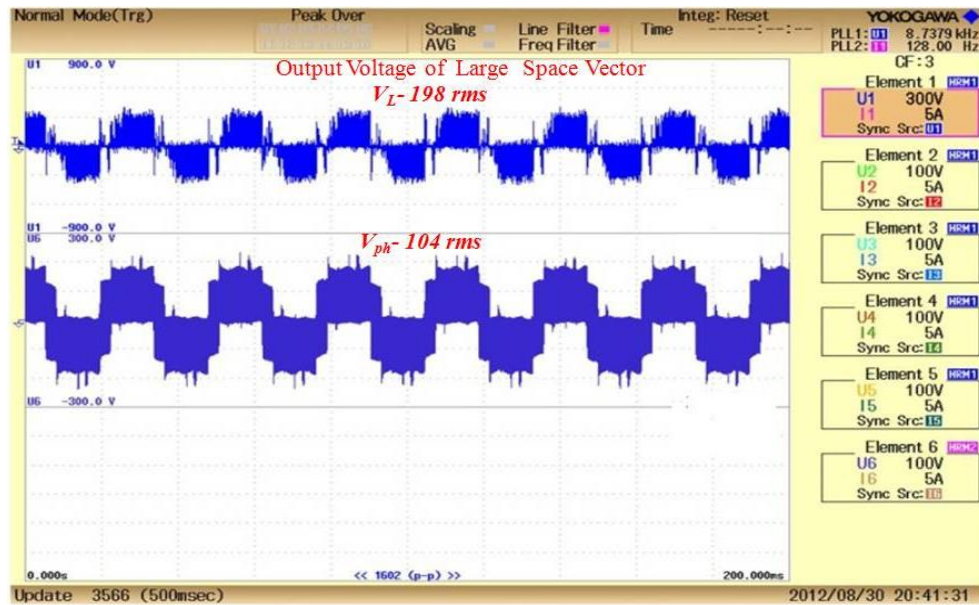 Normal Mode(Trg)
Peak Over
Scaling
AVG
Line Filter
Freq Filter
Integ: Reset
Time -----:--:--
YOKOGAWA
PLL1: U1 8.7379 kHz
PLL2: I1 128.00 Hz
CF:3
U1 900.0 V
Output Voltage of Large Space Vector
VL- 198 rms
U1 -900.0 V
U6 300.0 V
Vph- 104 rms
U6 -300.0 V
0.000s
<< 1602 (p-p) >>
200.000ms
Element 1 HRM1
U1 300V
I1 5A
Sync Src: U1
Element 2 HRM1
U2 100V
I2 5A
Sync Src: I2
Element 3 HRM1
U3 100V
I3 5A
Sync Src: I3
Element 4 HRM1
U4 100V
I4 5A
Sync Src: I4
Element 5 HRM1
U5 100V
I5 5A
Sync Src: I5
Element 6 HRM2
U6 100V
I6 5A
Sync Src: I6
Update 3566 (500msec)
2012/08/30 20:41:31